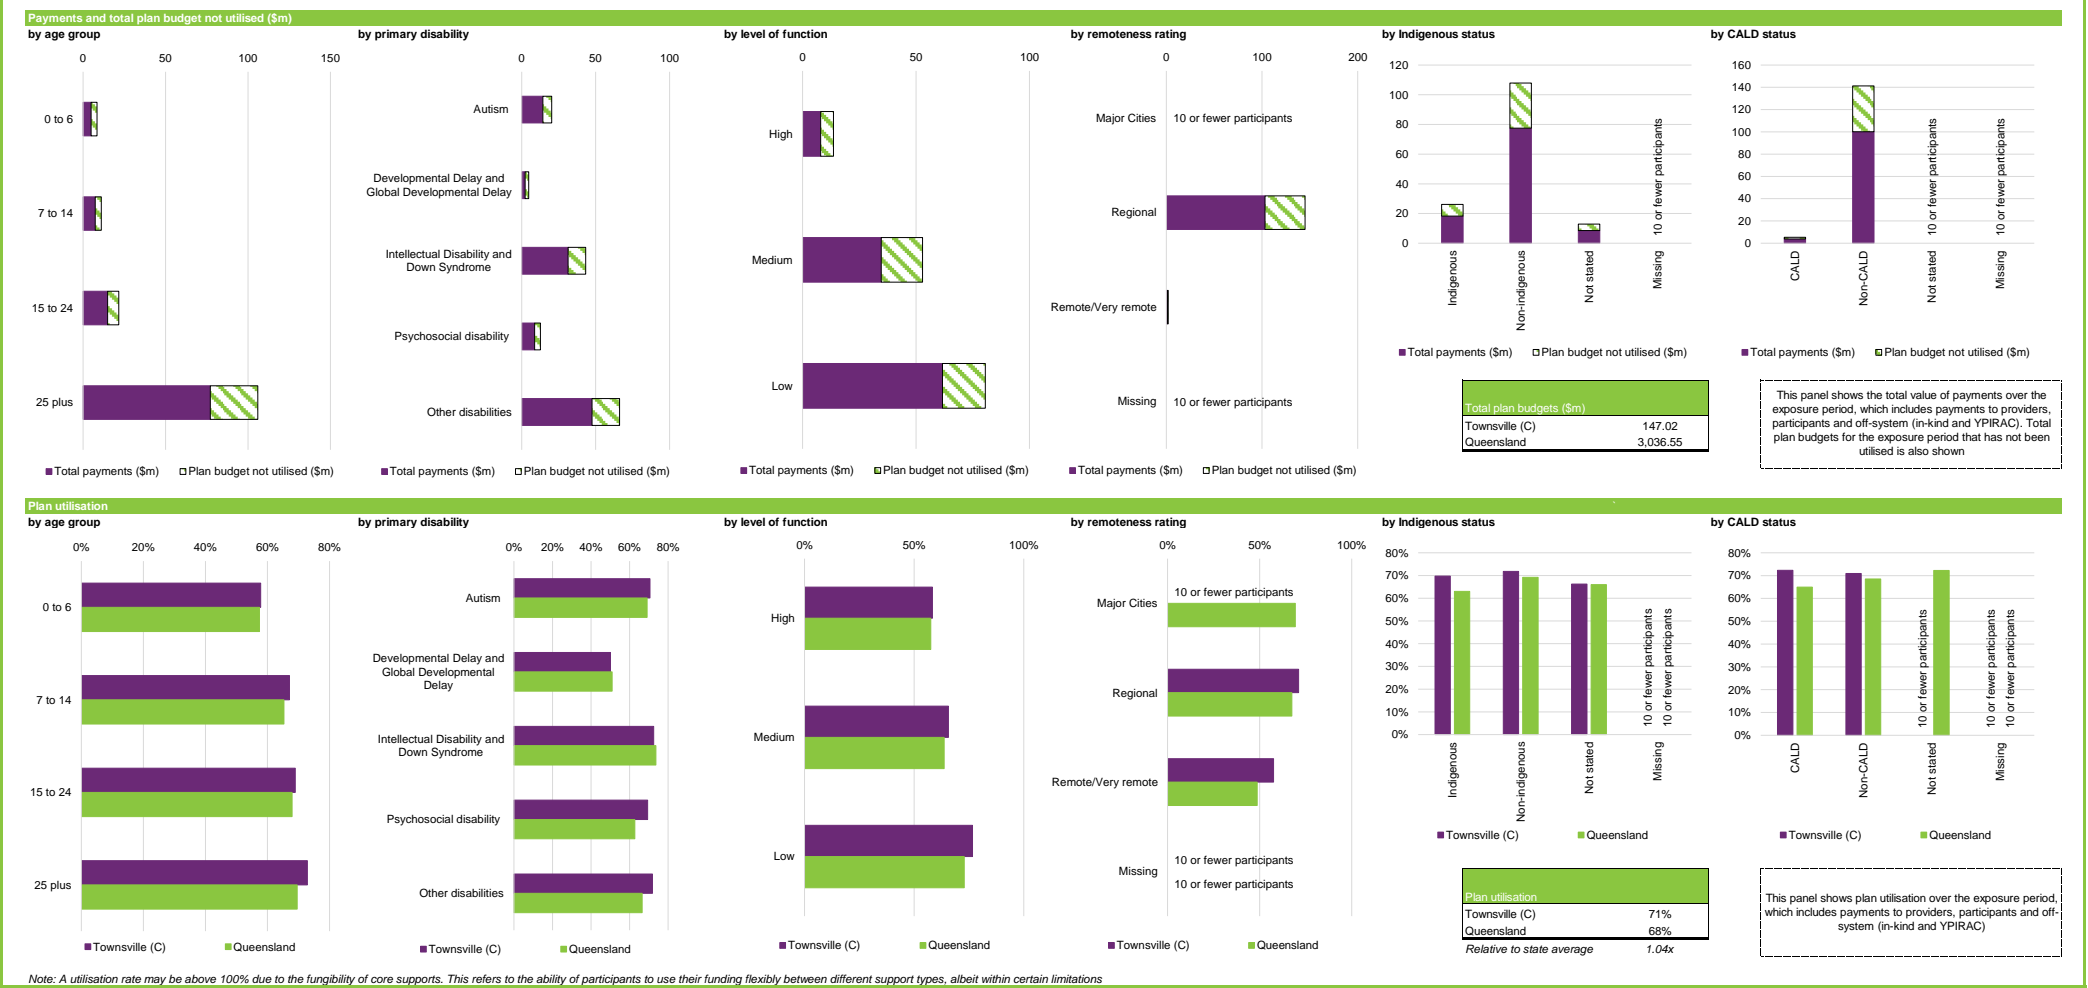 Payments and total plan budget not utilised ($m)
by age group
0 50 100 150
0 to 6
7 to 14
15 to 24
25 plus
Total payments ($m) Plan budget not utilised ($m)
by primary disability
0 50 100
Autism
Developmental Delay and
Global Developmental Delay
Intellectual Disability and
Down Syndrome
Psychosocial disability
Other disabilities
Total payments ($m) Plan budget not utilised ($m)
by level of function
0 50 100
High
Medium
Low
Total payments ($m) Plan budget not utilised ($m)
by remoteness rating
0 100 200
Major Cities 10 or fewer participants
Regional
Remote/Very remote
Missing 10 or fewer participants
Total payments ($m) Plan budget not utilised ($m)
by Indigenous status
120
100
80
60
40
20
0
10 or fewer participants
Indigenous
Non-indigenous
Not stated
Missing
Total payments ($m) Plan budget not utilised ($m)
by CALD status
160
140
120
100
80
60
40
20
0
10 or fewer participants
10 or fewer participants
CALD
Non-CALD
Not stated
Missing
Total payments ($m) Plan budget not utilised ($m)
Total plan budgets ($m)
Townsville (C) 147.02
Queensland 3,036.55
This panel shows the total value of payments over the
exposure period, which includes payments to providers,
participants and off-system (in-kind and YPIRAC). Total
plan budgets for the exposure period that has not been
utilised is also shown
Plan utilisation
by age group
0% 20% 40% 60% 80%
0 to 6
7 to 14
15 to 24
25 plus
Townsville (C) Queensland
by primary disability
0% 20% 40% 60% 80%
Autism
Developmental Delay and
Global Developmental
Delay
Intellectual Disability and
Down Syndrome
Psychosocial disability
Other disabilities
Townsville (C) Queensland
by level of function
0% 50% 100%
High
Medium
Low
Townsville (C) Queensland
by remoteness rating
0% 50% 100%
Major Cities 10 or fewer participants
Regional
Remote/Very remote
Missing 10 or fewer participants
10 or fewer participants
Townsville (C) Queensland
by Indigenous status
80%
70%
60%
50%
40%
30%
20%
10%
0%
10 or fewer participants
10 or fewer participants
Indigenous
Non-indigenous
Not stated
Missing
Townsville (C) Queensland
by CALD status
80%
70%
60%
50%
40%
30%
20%
10%
0%
10 or fewer participants
10 or fewer participants
10 or fewer participants
CALD
Non-CALD
Not stated
Missing
Townsville (C) Queensland
Plan utilisation
Townsville (C) 71%
Queensland 68%
Relative to state average 1.04x
This panel shows plan utilisation over the exposure period,
which includes payments to providers, participants and off-
system (in-kind and YPIRAC)
Note: A utilisation rate may be above 100% due to the fungibility of core supports. This refers to the ability of participants to use their funding flexibly between different support types, albeit within certain limitations